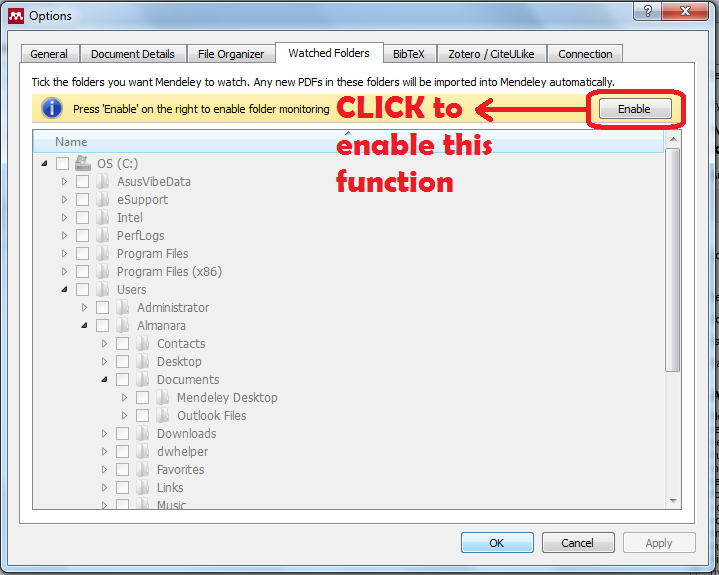 Options
?
General Document Details File Organizer Watched Folders BibTeX Zotero / CiteULike Connection
Tick the folders you want Mendeley to watch. Any new PDFs in these folders will be imported into Mendeley automatically.
Press 'Enable' on the right to enable folder monitoring
CLICK to
enable this
function
Enable
Name
OS (C:)
AsusVibeData
eSupport
Intel
PerfLogs
Program Files
Program Files (x86)
Users
Administrator
Almanara
Contacts
Desktop
Documents
Mendeley Desktop
Outlook Files
Downloads
dwhelper
Favorites
Links
Music
OK Cancel Apply